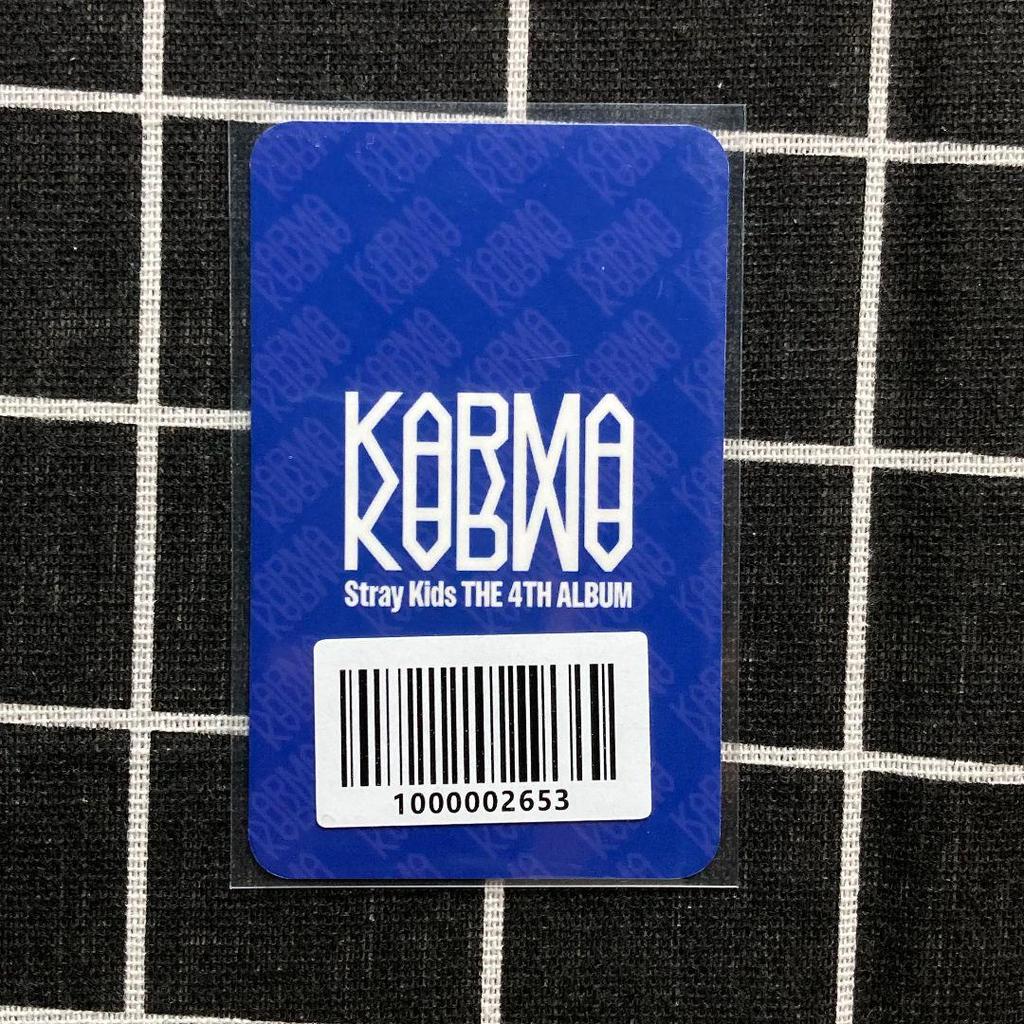 KARMA
Stray Kids THE 4TH ALBUM
1000002653